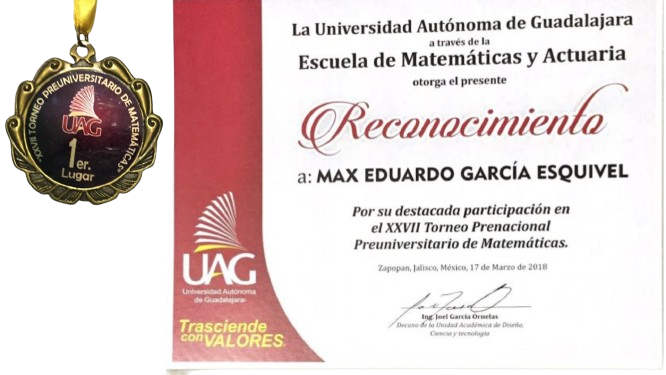 "XXVII TORNEO PREUNIVERSITARIO DE MATEMÁTICAS"
UAG
1er.
Lugar
La Universidad Autónoma de Guadalajara
a través de la
Escuela de Matemáticas y Actuaria
otorga el presente
Reconocimiento
a: MAX EDUARDO GARCÍA ESQUIVEL
Por su destacada participación en
el XXVII Torneo Prenacional
Preuniversitario de Matemáticas.
Zapopan, Jalisco, México, 17 de Marzo de 2018
Ing. Joel García Ornelas
Decano de la Unidad Académica de Diseño,
Ciencia y tecnología
UAG
Universidad Autónoma
de Guadalajara
Trasciende
con VALORES